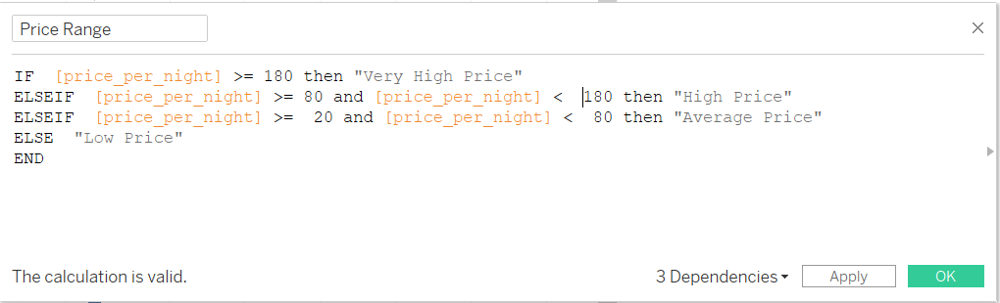 Price Range
IF  [price_per_night] >= 180 then "Very High Price"
ELSEIF  [price_per_night] >= 80 and [price_per_night] <  180 then "High Price"
ELSEIF  [price_per_night] >=  20 and [price_per_night] <  80 then "Average Price"
ELSE  "Low Price"
END
The calculation is valid. 3 Dependencies Apply OK